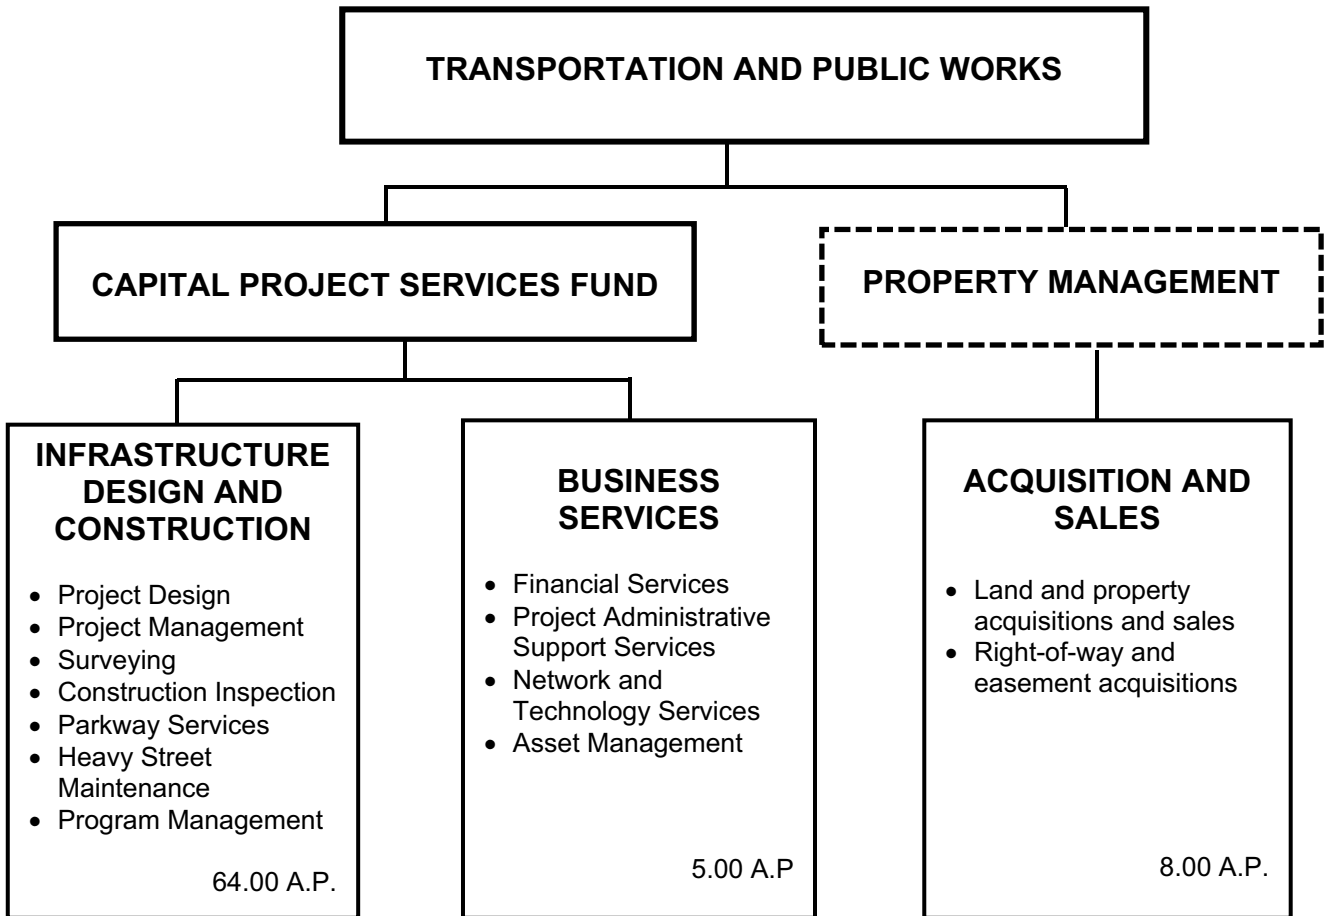 TRANSPORTATION AND PUBLIC WORKS
CAPITAL PROJECT SERVICES FUND
PROPERTY MANAGEMENT
INFRASTRUCTURE
DESIGN AND
CONSTRUCTION
• Project Design
• Project Management
• Surveying
• Construction Inspection
• Parkway Services
• Heavy Street
Maintenance
• Program Management
64.00 A.P.
BUSINESS
SERVICES
• Financial Services
• Project Administrative
Support Services
• Network and
Technology Services
• Asset Management
5.00 A.P
ACQUISITION AND
SALES
• Land and property
acquisitions and sales
• Right-of-way and
easement acquisitions
8.00 A.P.